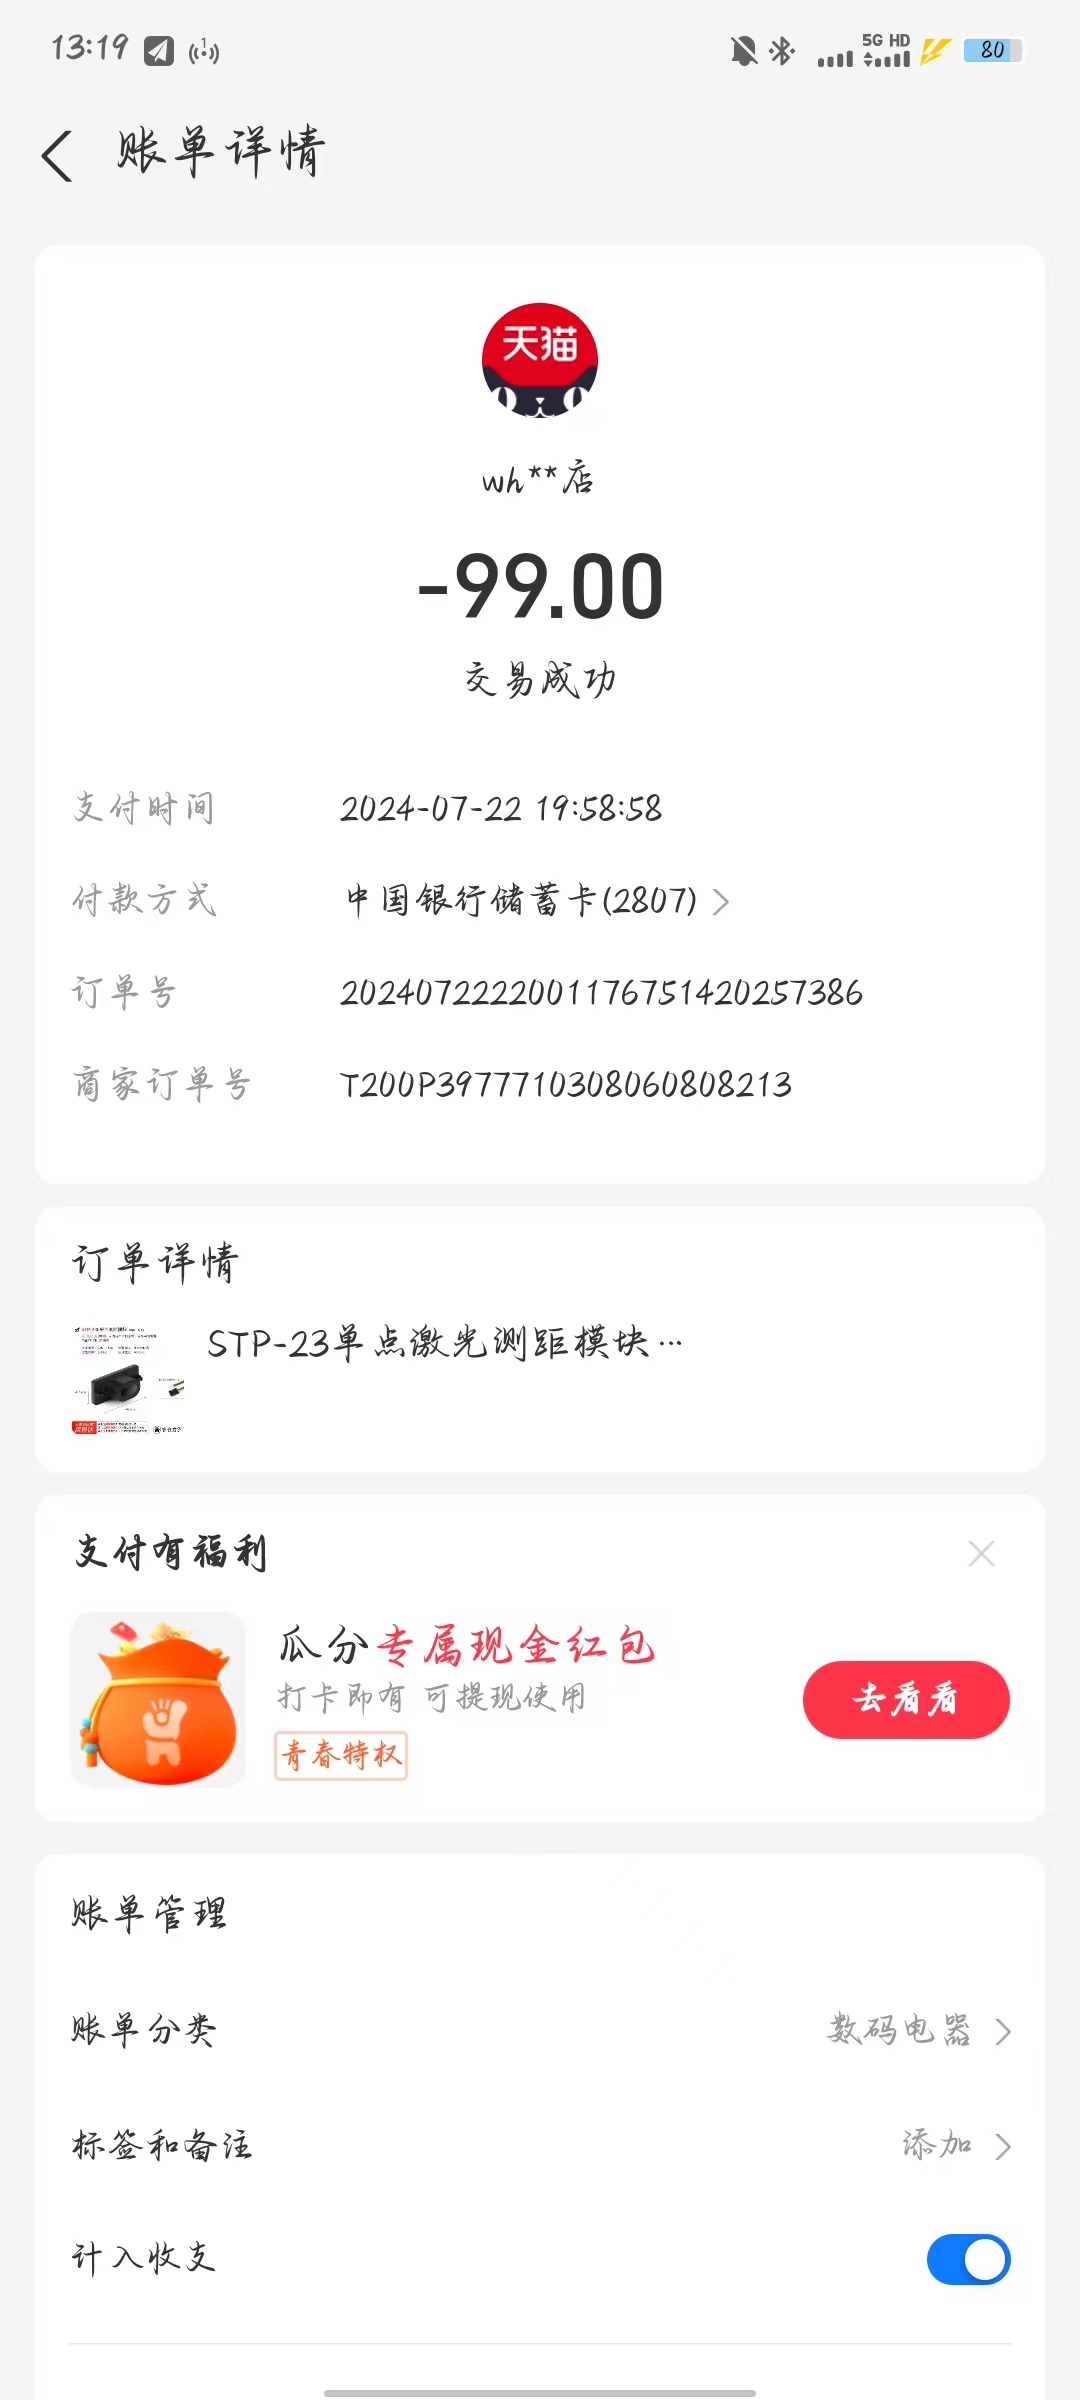 13:19
5G HD
80
账单详情
天猫
wh**店
-99.00
交易成功
支付时间 2024-07-22 19:58:58
付款方式 中国银行储蓄卡(2807)
订单号 2024072222001176751420257386
商家订单号 T200P3977710308060808213
订单详情
STP-23单点激光测距模块…
支付有福利
瓜分专属现金红包
打卡即有 可提现使用
去看看
青春特权
账单管理
账单分类 数码电器
标签和备注 添加
计入收支